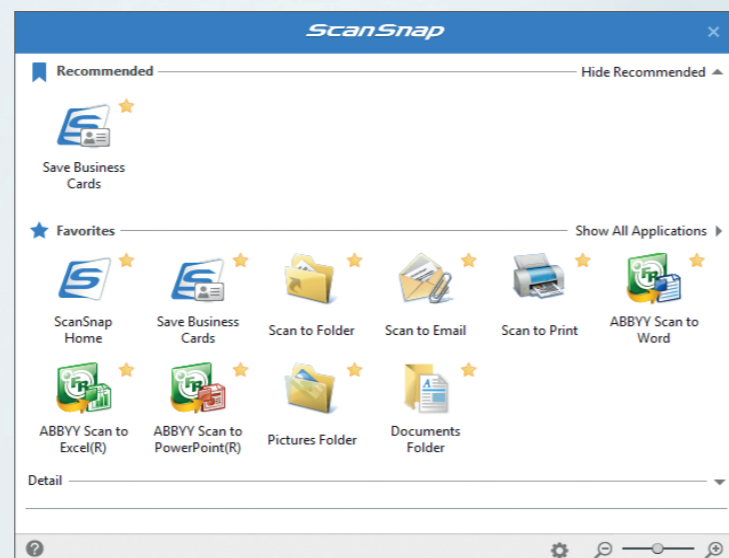 ScanSnap
Recommended
Hide Recommended
Save Business
Cards
Favorites
Show All Applications
ScanSnap
Home
Save Business
Cards
Scan to Folder
Scan to Email
Scan to Print
ABBYY Scan to
Word
ABBYY Scan to
Excel(R)
ABBYY Scan to
PowerPoint(R)
Pictures Folder
Documents
Folder
Detail